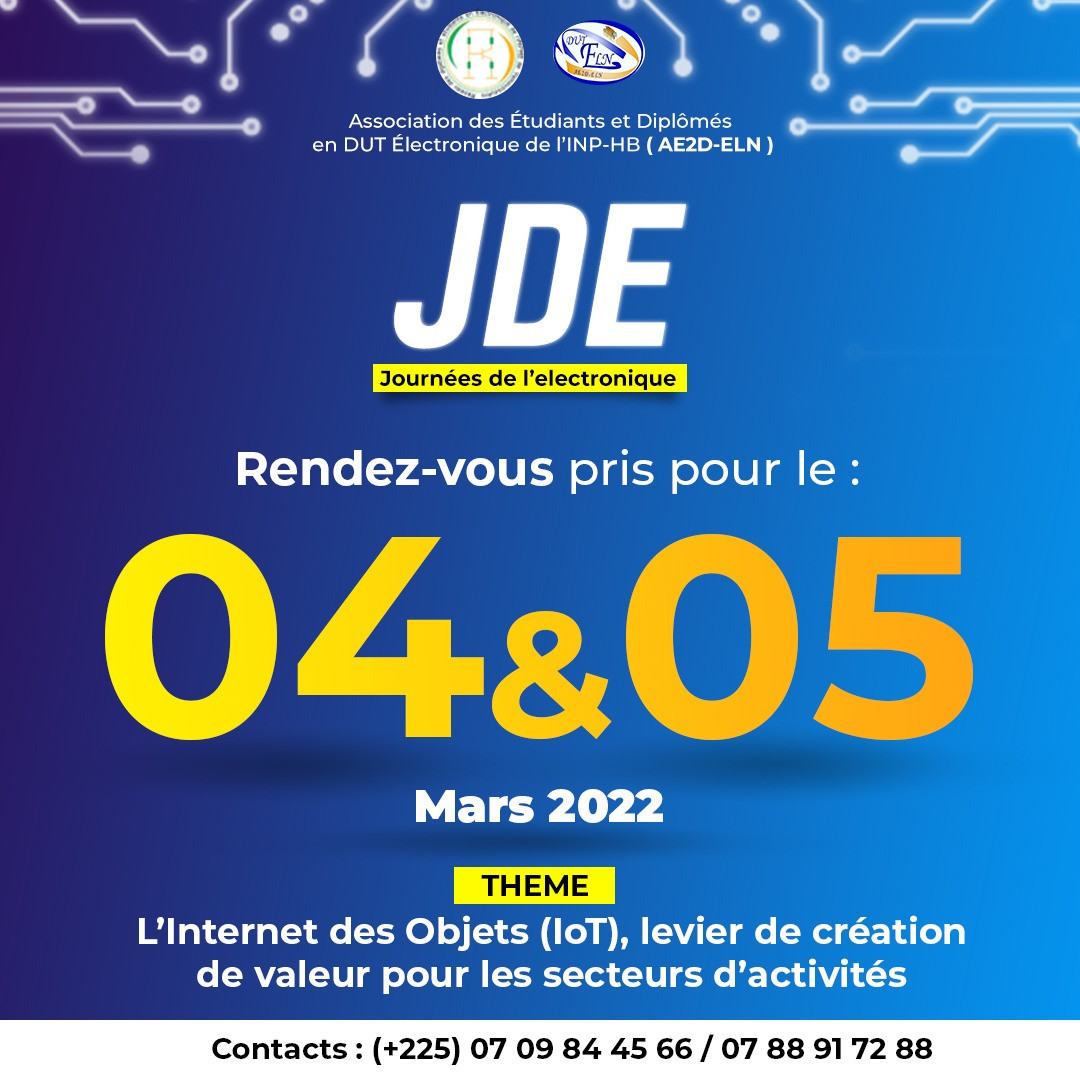 DUT
ELN
AE2D-ELN
Association des Étudiants et Diplômés
en DUT Électronique de l'INP-HB ( AE2D-ELN )
JDE
Journées de l'electronique
Rendez-vous pris pour le :
04&05
Mars 2022
THEME
L'Internet des Objets (IoT), levier de création
de valeur pour les secteurs d'activités
Contacts : (+225) 07 09 84 45 66 / 07 88 91 72 88